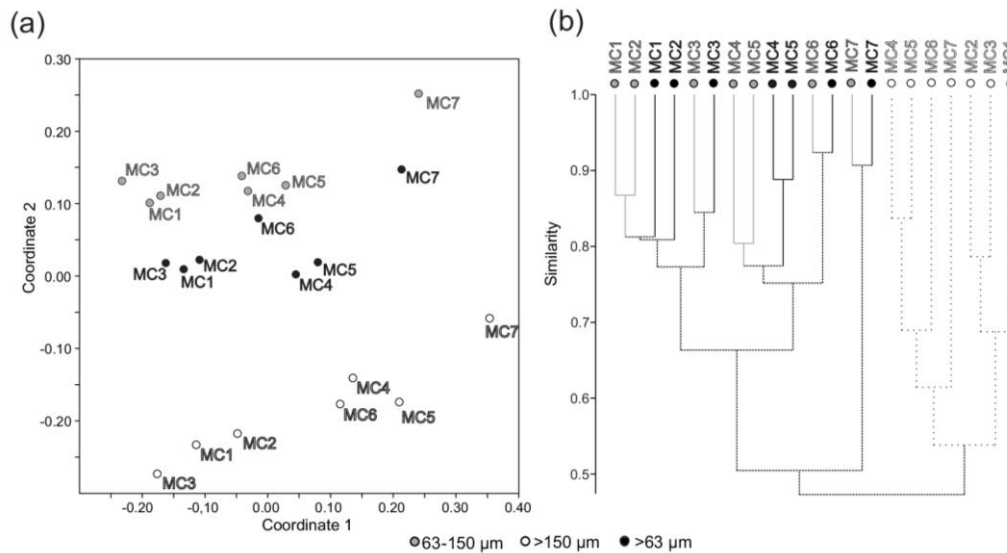 (a)
0.30
0.20
0.10
0.00
-0.10
-0.20
Coordinate 2
-0.20
-0.10
0.00
0.10
0.20
0.30
0.40
Coordinate 1
MC7
MC3
MC2
MC1
MC6
MC5
MC4
MC6
MC7
MC3
MC2
MC1
MC5
MC4
MC7
MC4
MC6
MC5
MC2
MC1
MC3
(b)
MC1
MC2
MC1
MC2
MC3
MC3
MC4
MC5
MC4
MC5
MC6
MC6
MC7
MC7
MC4
MC5
MC6
MC7
MC2
MC3
1.0
0.9
0.8
0.7
0.6
0.5
Similarity
63-150 µm >150 µm >63 µm